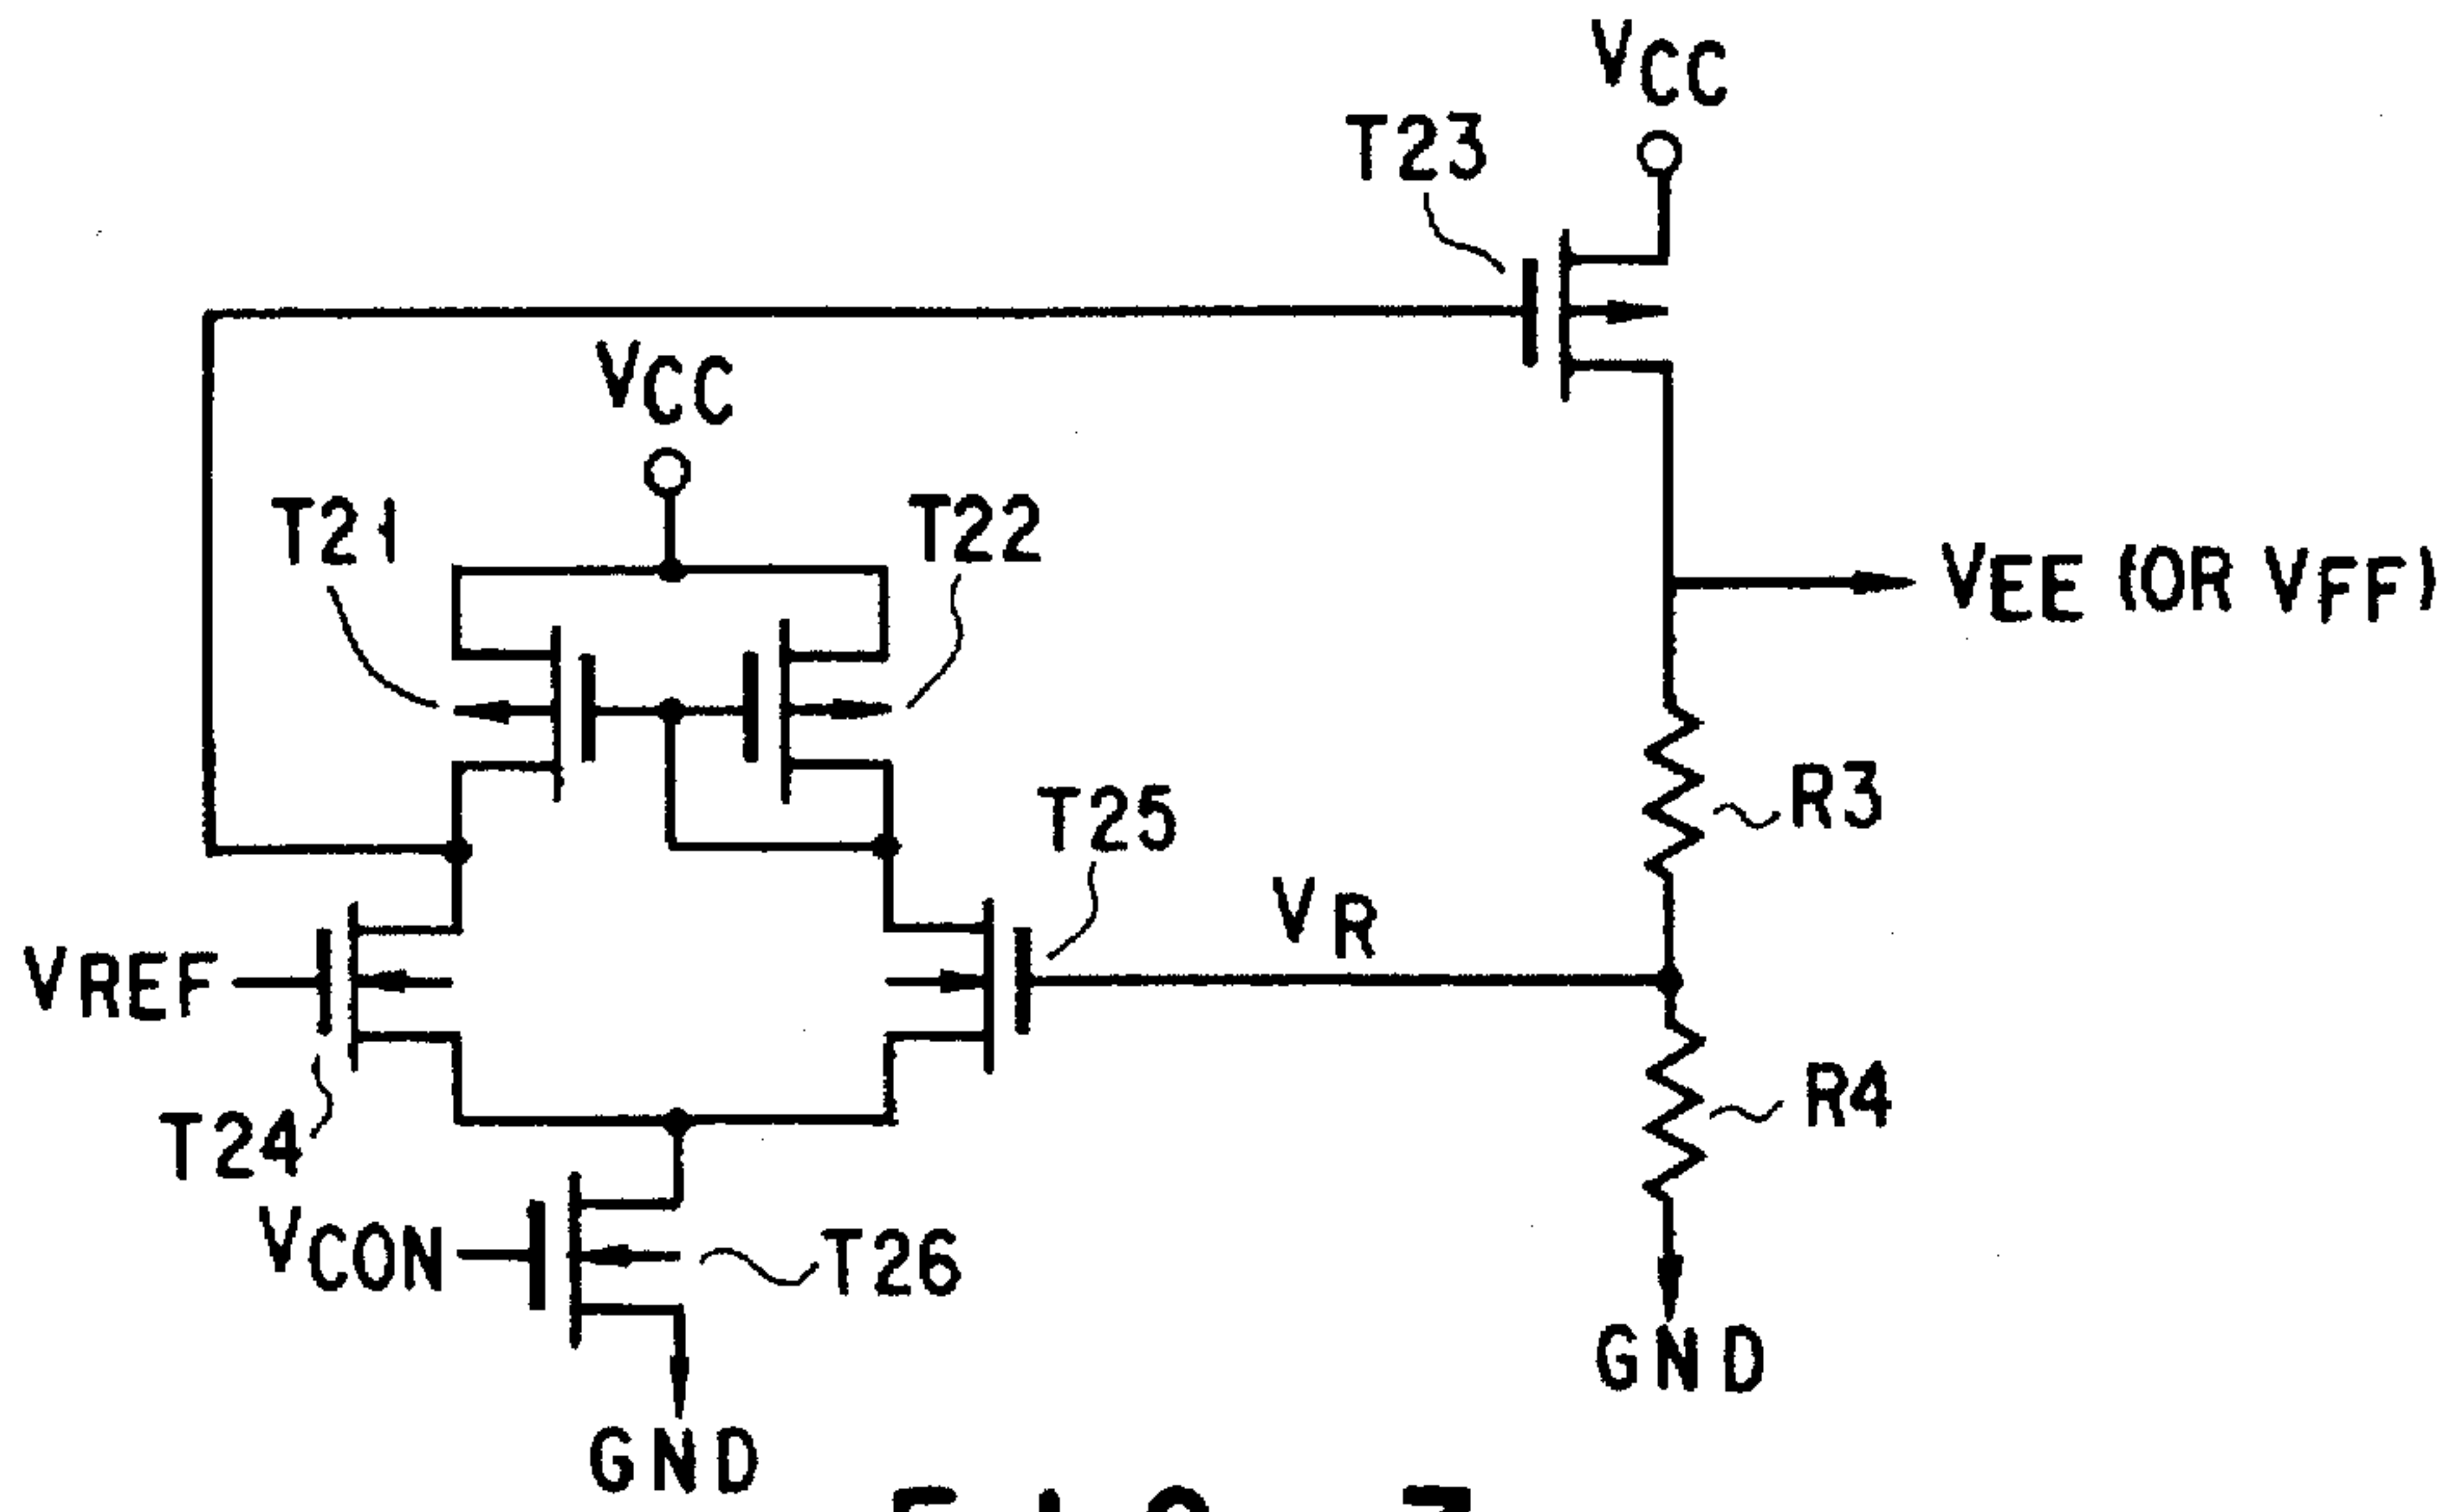 VCC
T23
VCC
T21
T22
VEE (OR VFF)
T25
R3
VR
VREF
R4
T24
VCON
T26
GND
GND